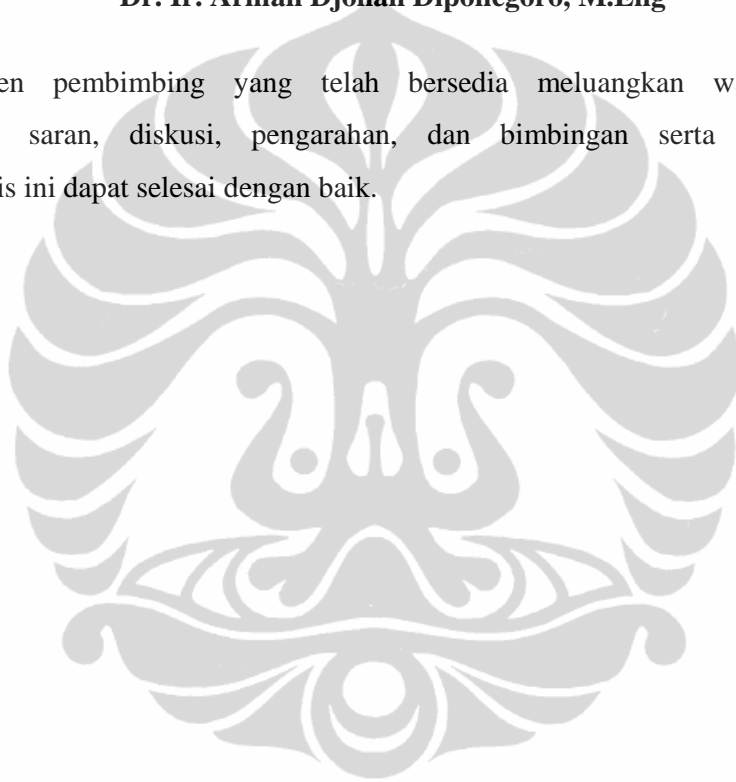 Dr. Ir. Arman Djohan Diponegoro, M.Eng
en pembimbing yang telah bersedia meluangkan wa
saran, diskusi, pengarahan, dan bimbingan serta
is ini dapat selesai dengan baik.